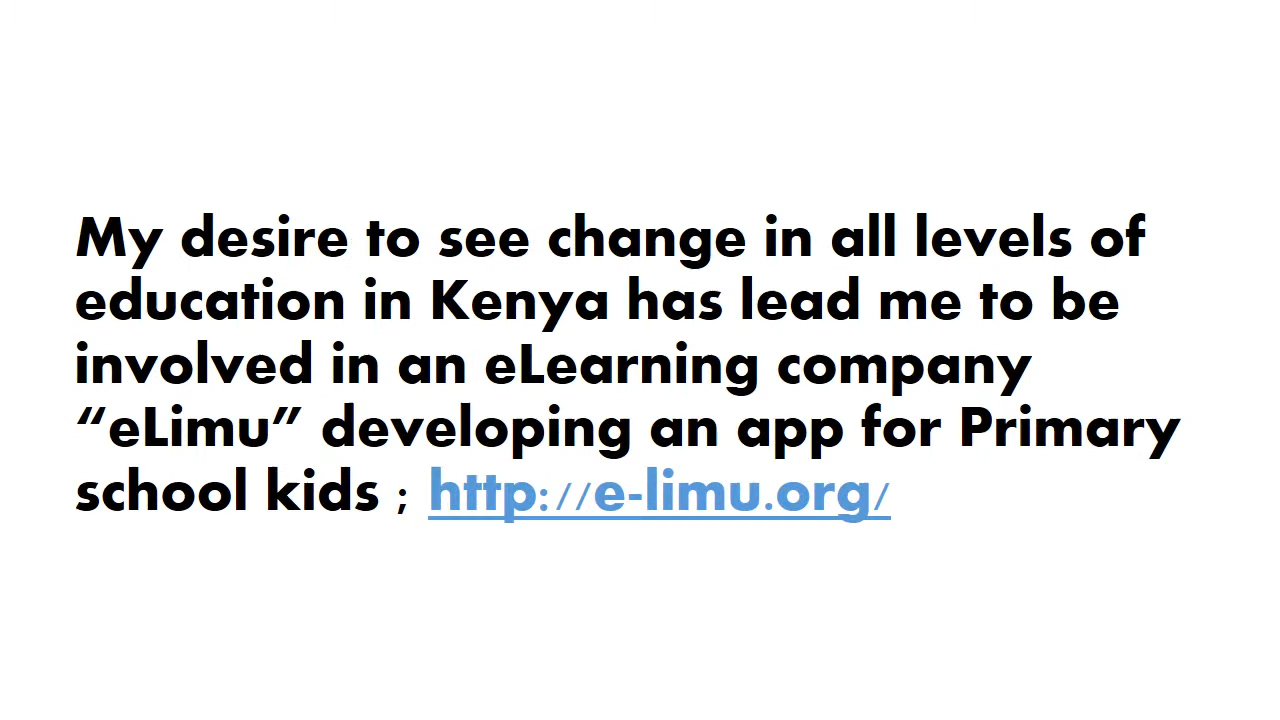 My desire to see change in all levels of
education in Kenya has lead me to be
involved in an eLearning company
“eLimu” developing an app for Primary
school kids ; http://e-limu.org/